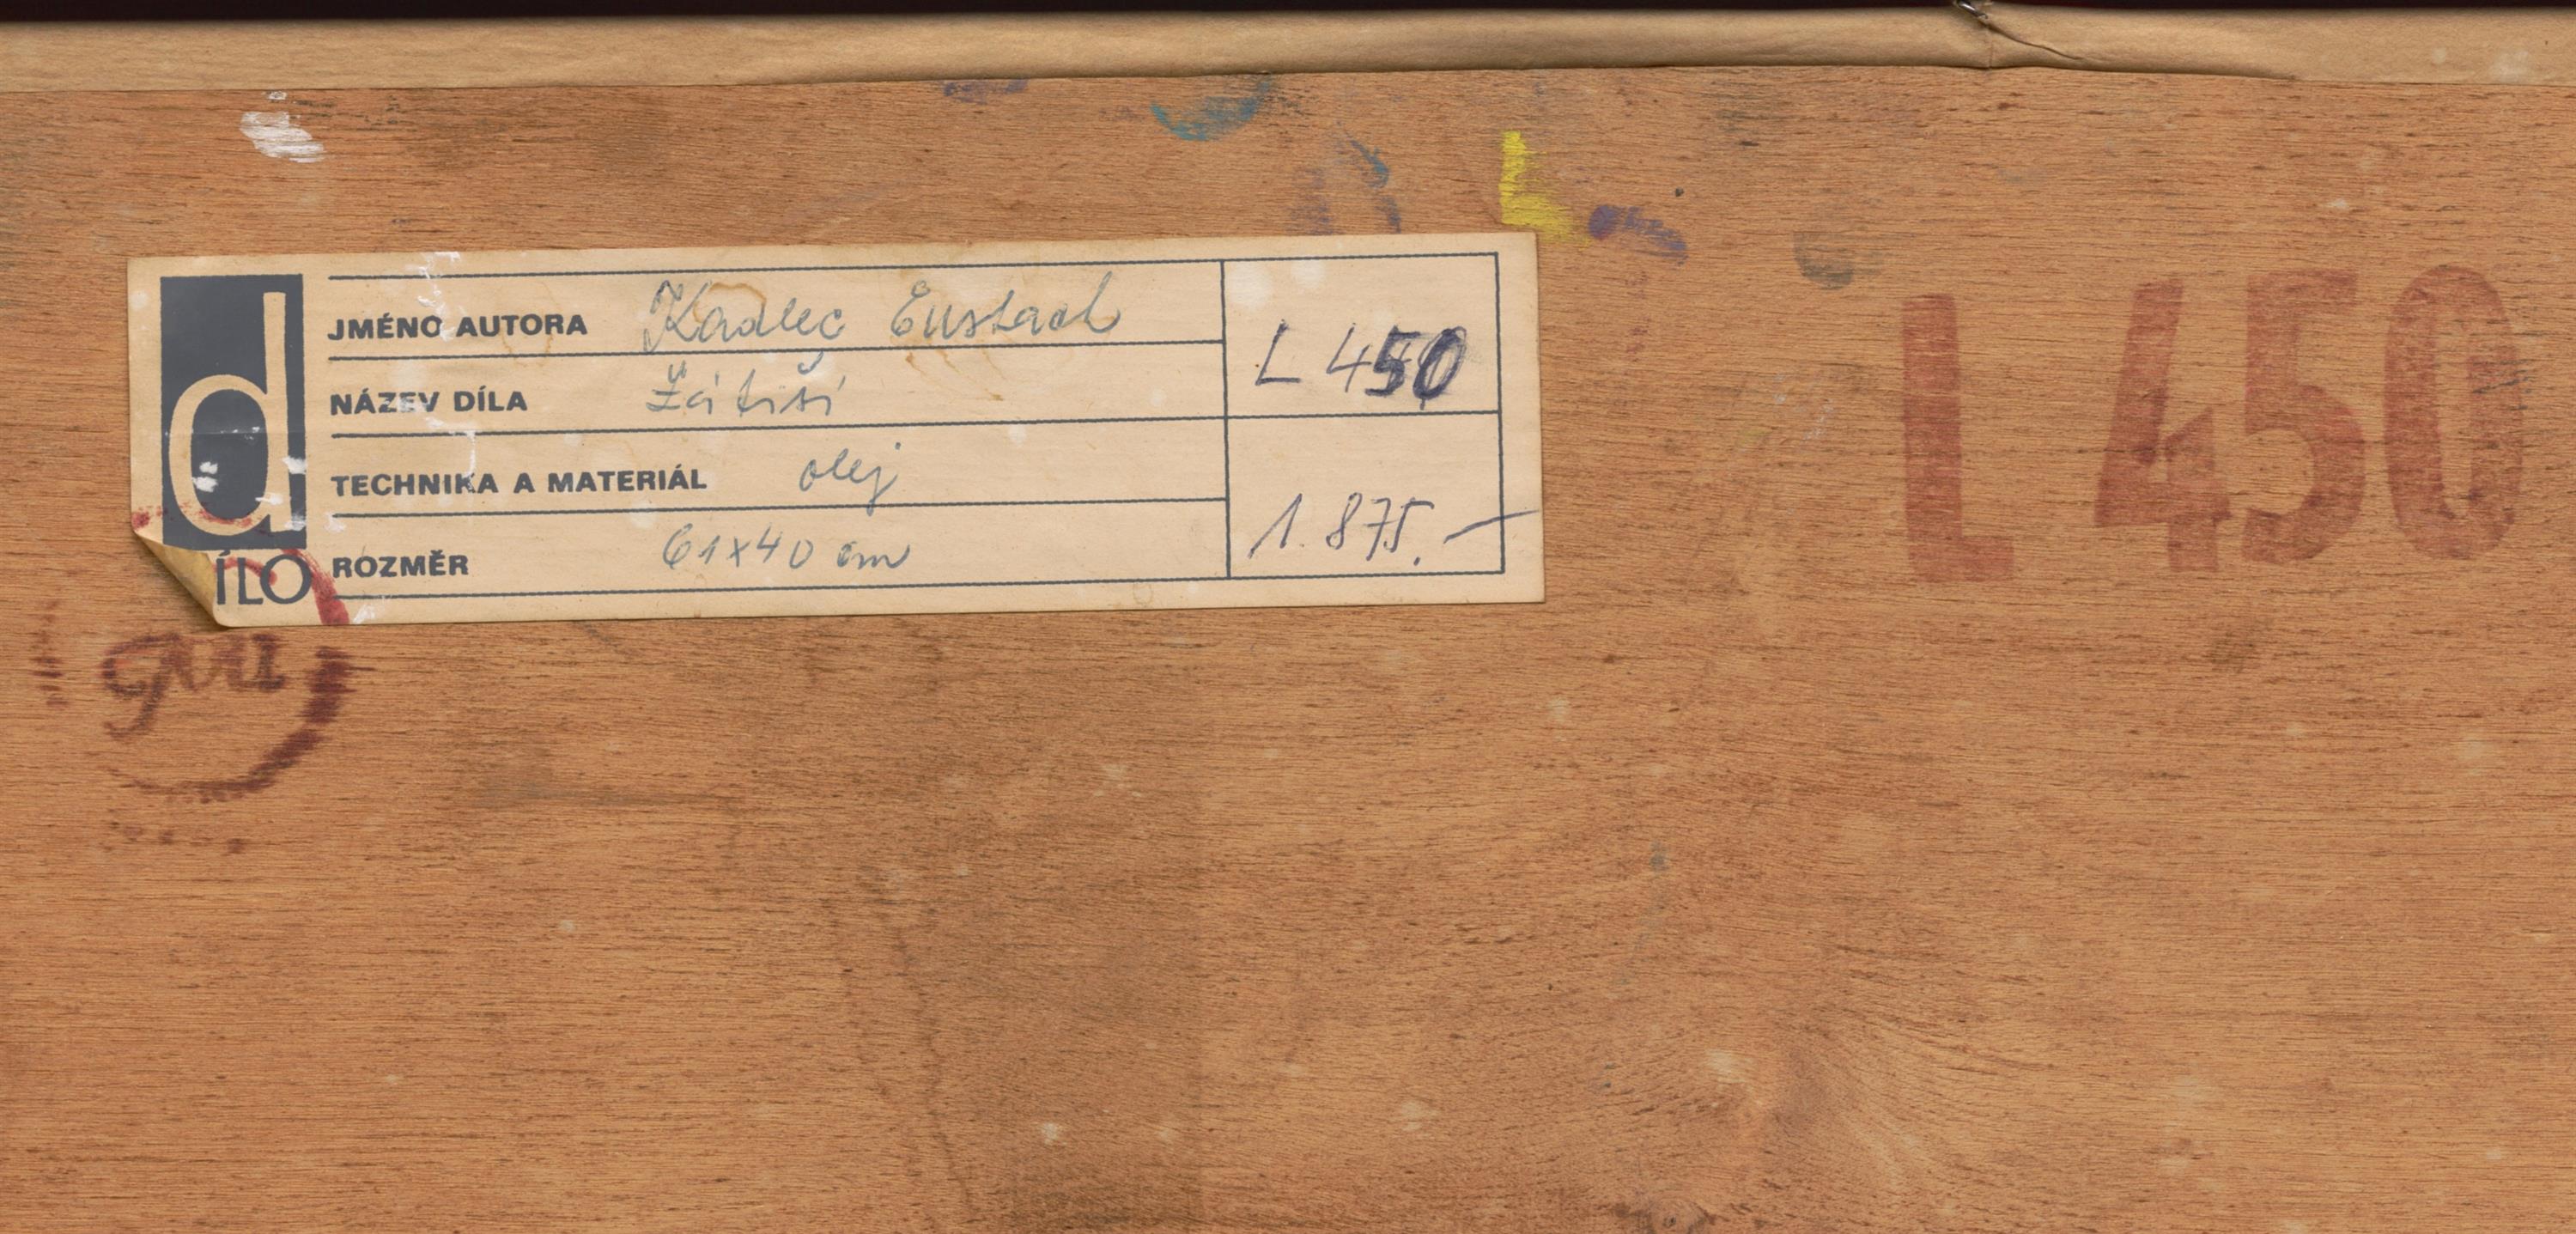 JMÉNO AUTORA Kadlec Eustach
NÁZEV DÍLA Zátiší
TECHNIKA A MATERIÁL olej
ROZMĚR 61x40 cm
L 450
1.875.-
d
ÍLO
L 450